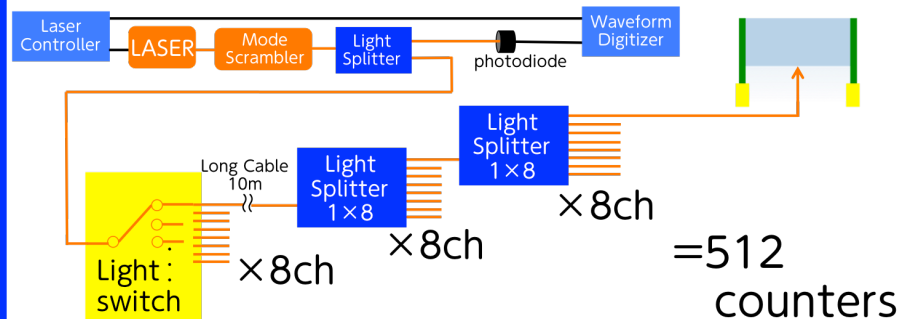 Laser
Controller
LASER
Mode
Scrambler
Light
Splitter
photodiode
Waveform
Digitizer
Light
Splitter
1×8
×8ch
Long Cable
10m
Light
Splitter
1×8
×8ch
Light :
switch
×8ch
=512
counters